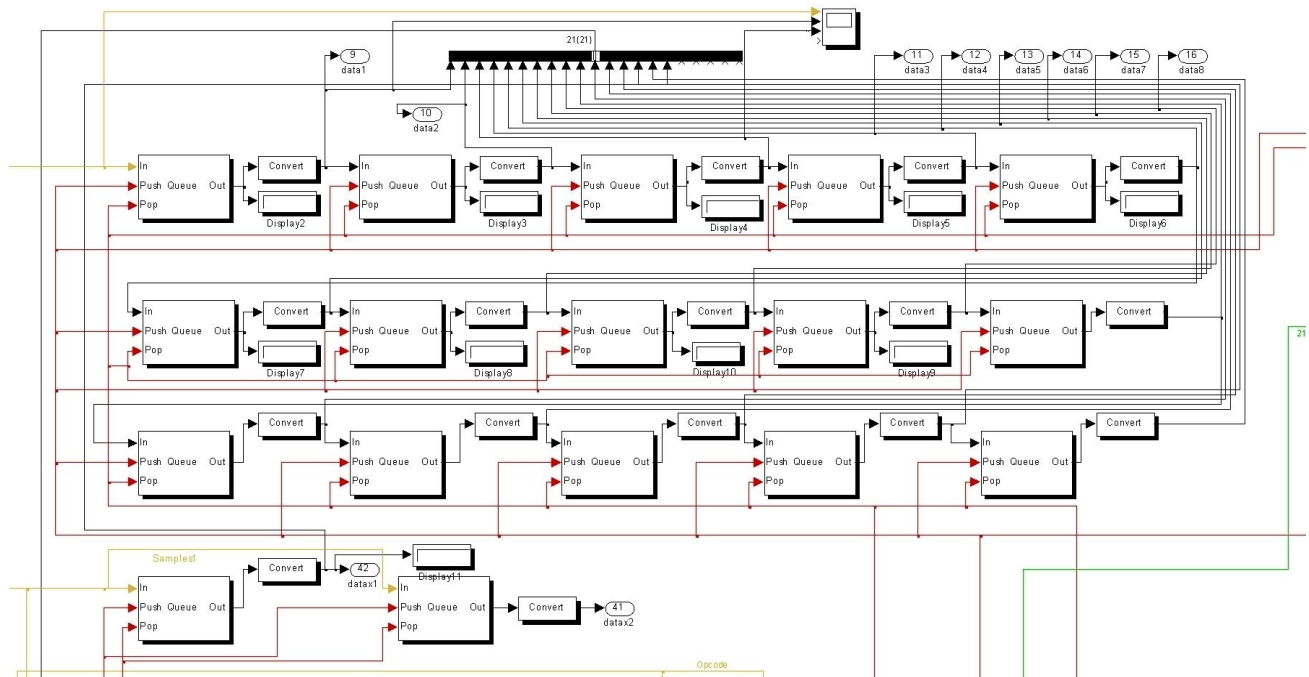 21(21)
9
data1
10
data2
11
data3
12
data4
13
data5
14
data6
15
data7
16
data8
In
Push Queue Out
Pop
Convert
Display2
In
Push Queue Out
Pop
Convert
Display3
In
Push Queue Out
Pop
Convert
Display4
In
Push Queue Out
Pop
Convert
Display5
In
Push Queue Out
Pop
Convert
Display6
In
Push Queue Out
Pop
Convert
Display7
In
Push Queue Out
Pop
Convert
Display8
In
Push Queue Out
Pop
Convert
Display10
In
Push Queue Out
Pop
Convert
Display9
In
Push Queue Out
Pop
Convert
21
In
Push Queue Out
Pop
Convert
In
Push Queue Out
Pop
Convert
In
Push Queue Out
Pop
Convert
In
Push Queue Out
Pop
Convert
In
Push Queue Out
Pop
Convert
Samples1
In
Push Queue Out
Pop
Convert
42
datax1
Display11
In
Push Queue Out
Pop
Convert
41
datax2
Opcode